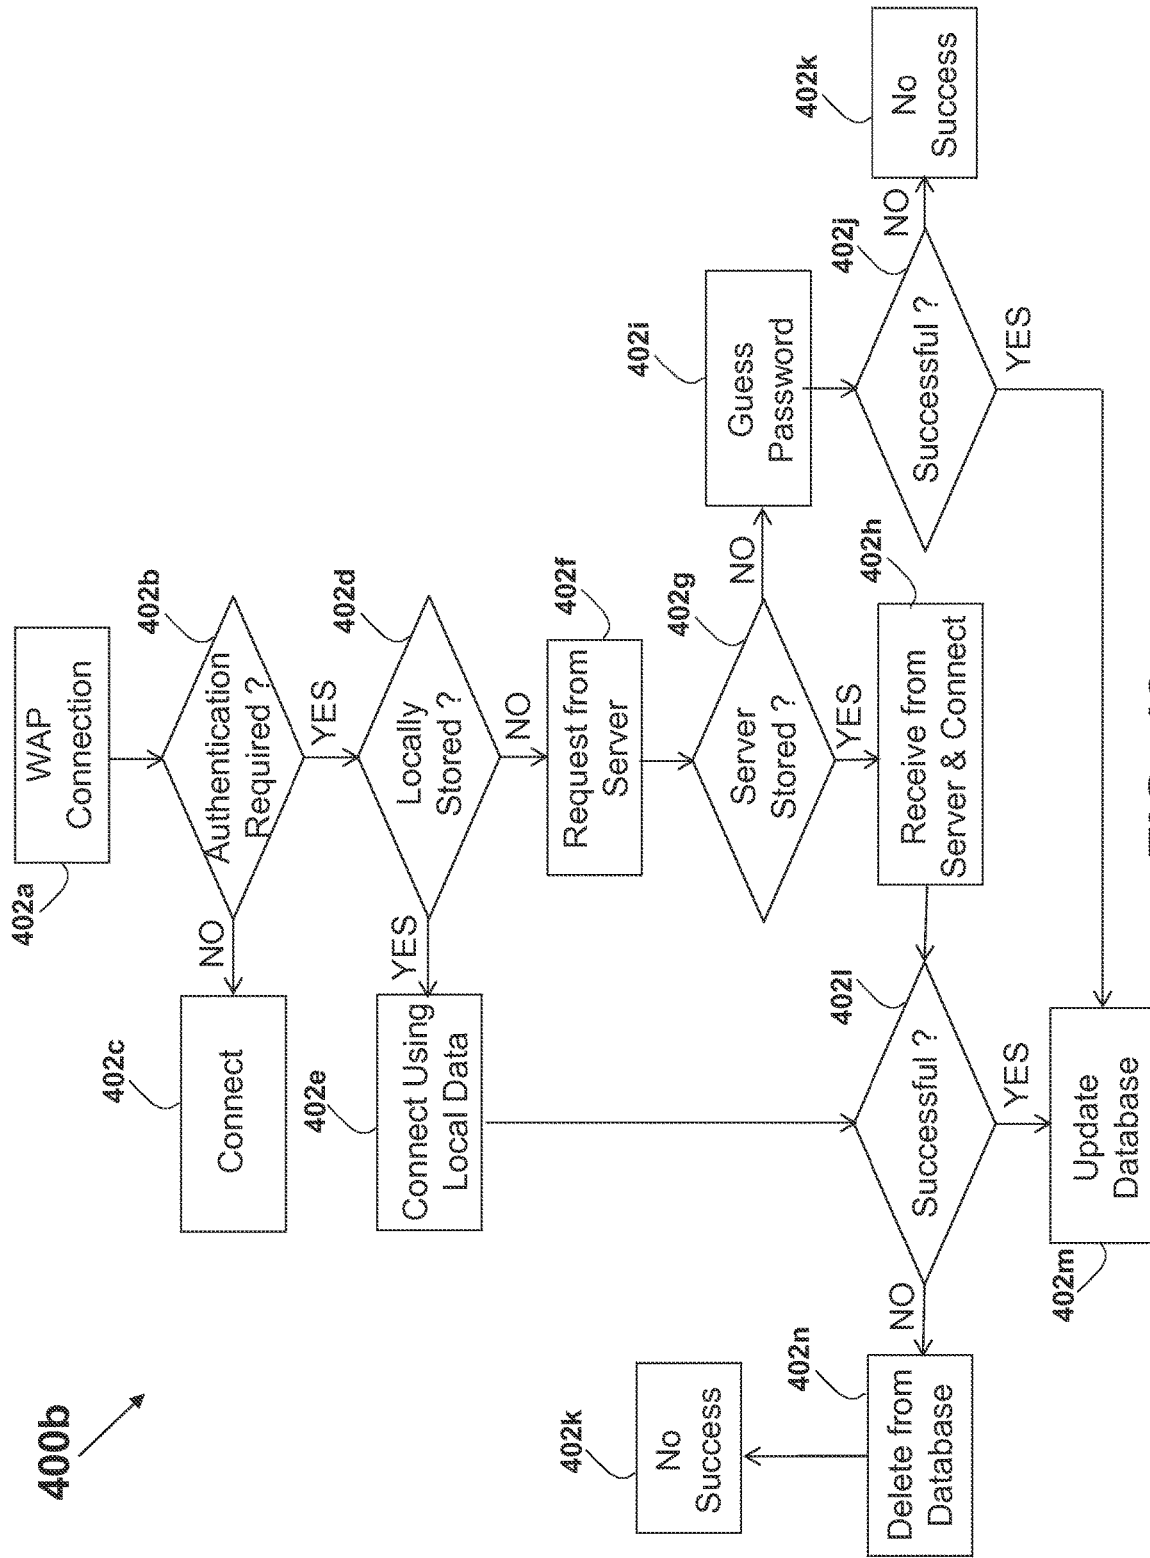 400b
402a
WAP
Connection
402b
Authentication
Required ?
NO
YES
402c
Connect
402d
Locally
Stored ?
YES
NO
402e
Connect Using
Local Data
402f
Request from
Server
402g
Server
Stored ?
NO
YES
402i
Guess
Password
402h
Receive from
Server & Connect
402j
Successful ?
NO
YES
402k
No
Success
402l
Successful ?
NO
YES
402m
Update
Database
402n
Delete from
Database
402k
No
Success